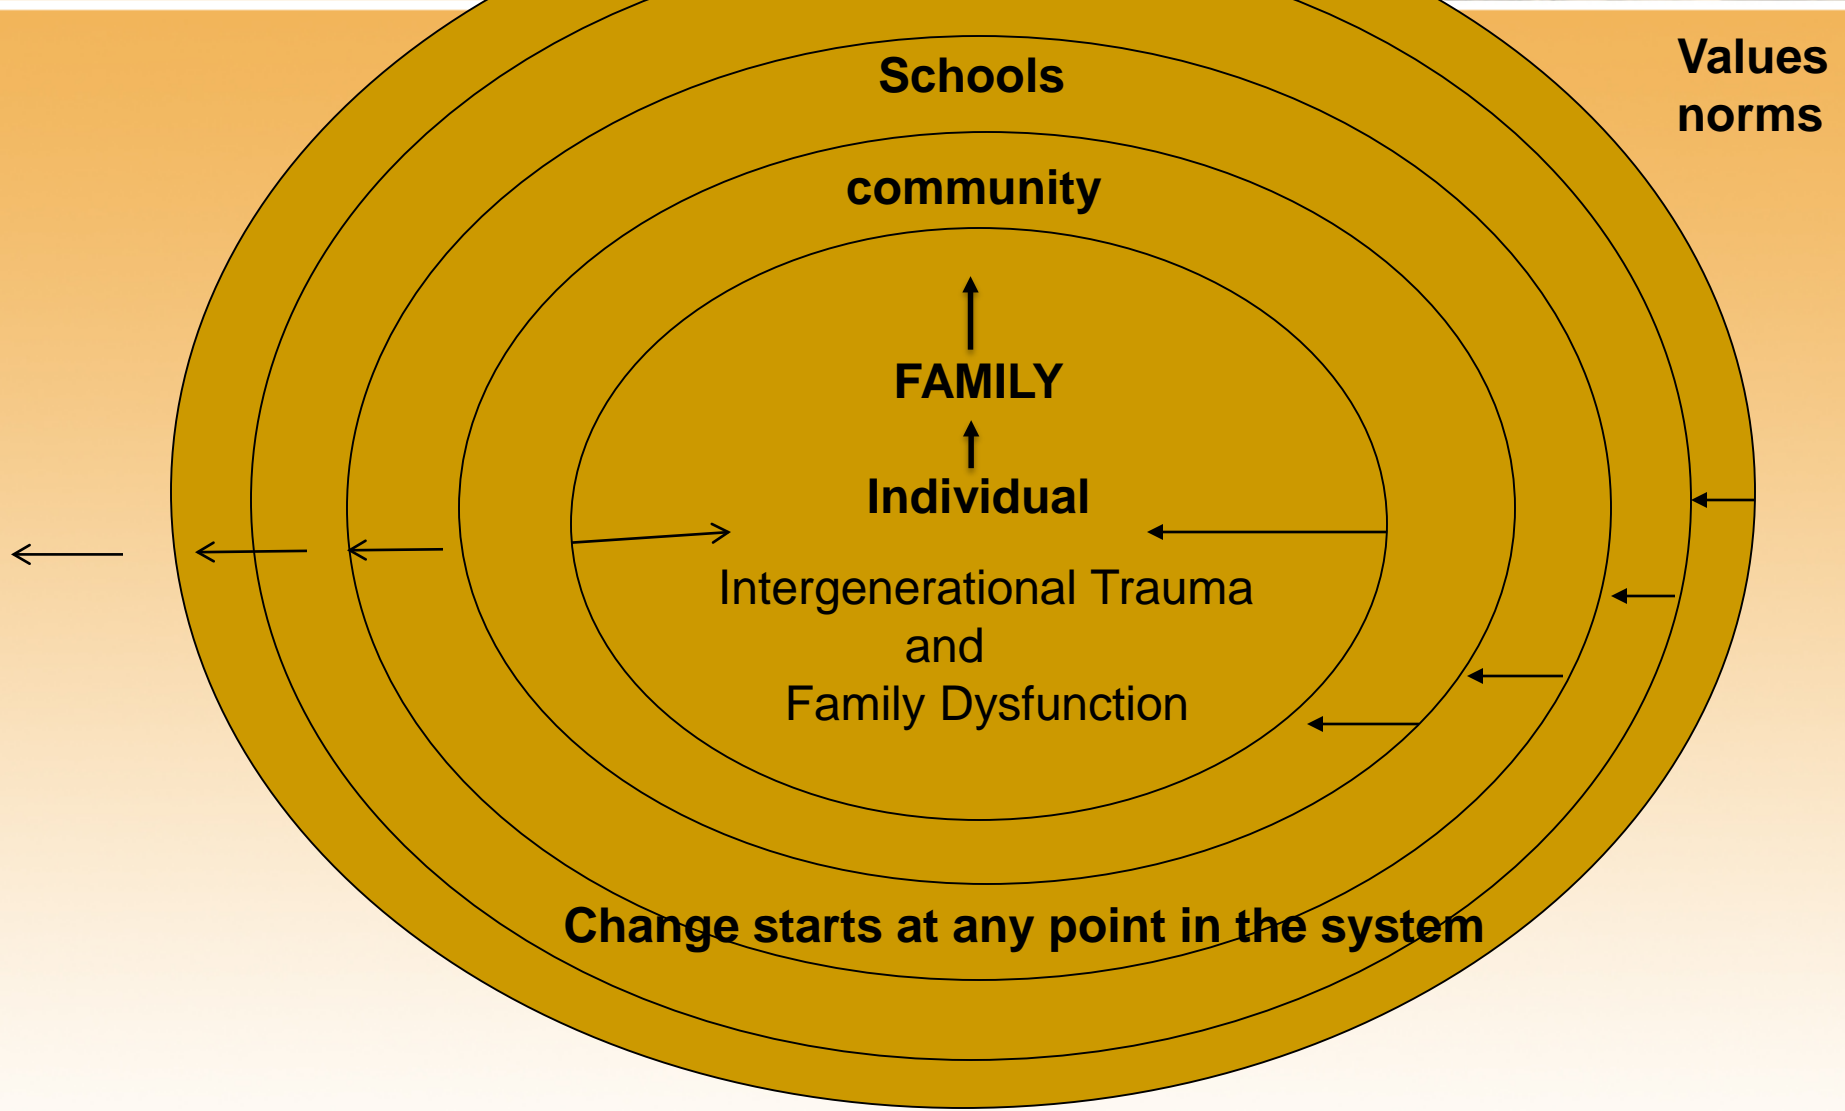 Values
norms
Schools
community
FAMILY
Individual
Intergenerational Trauma
and
Family Dysfunction
Change starts at any point in the system